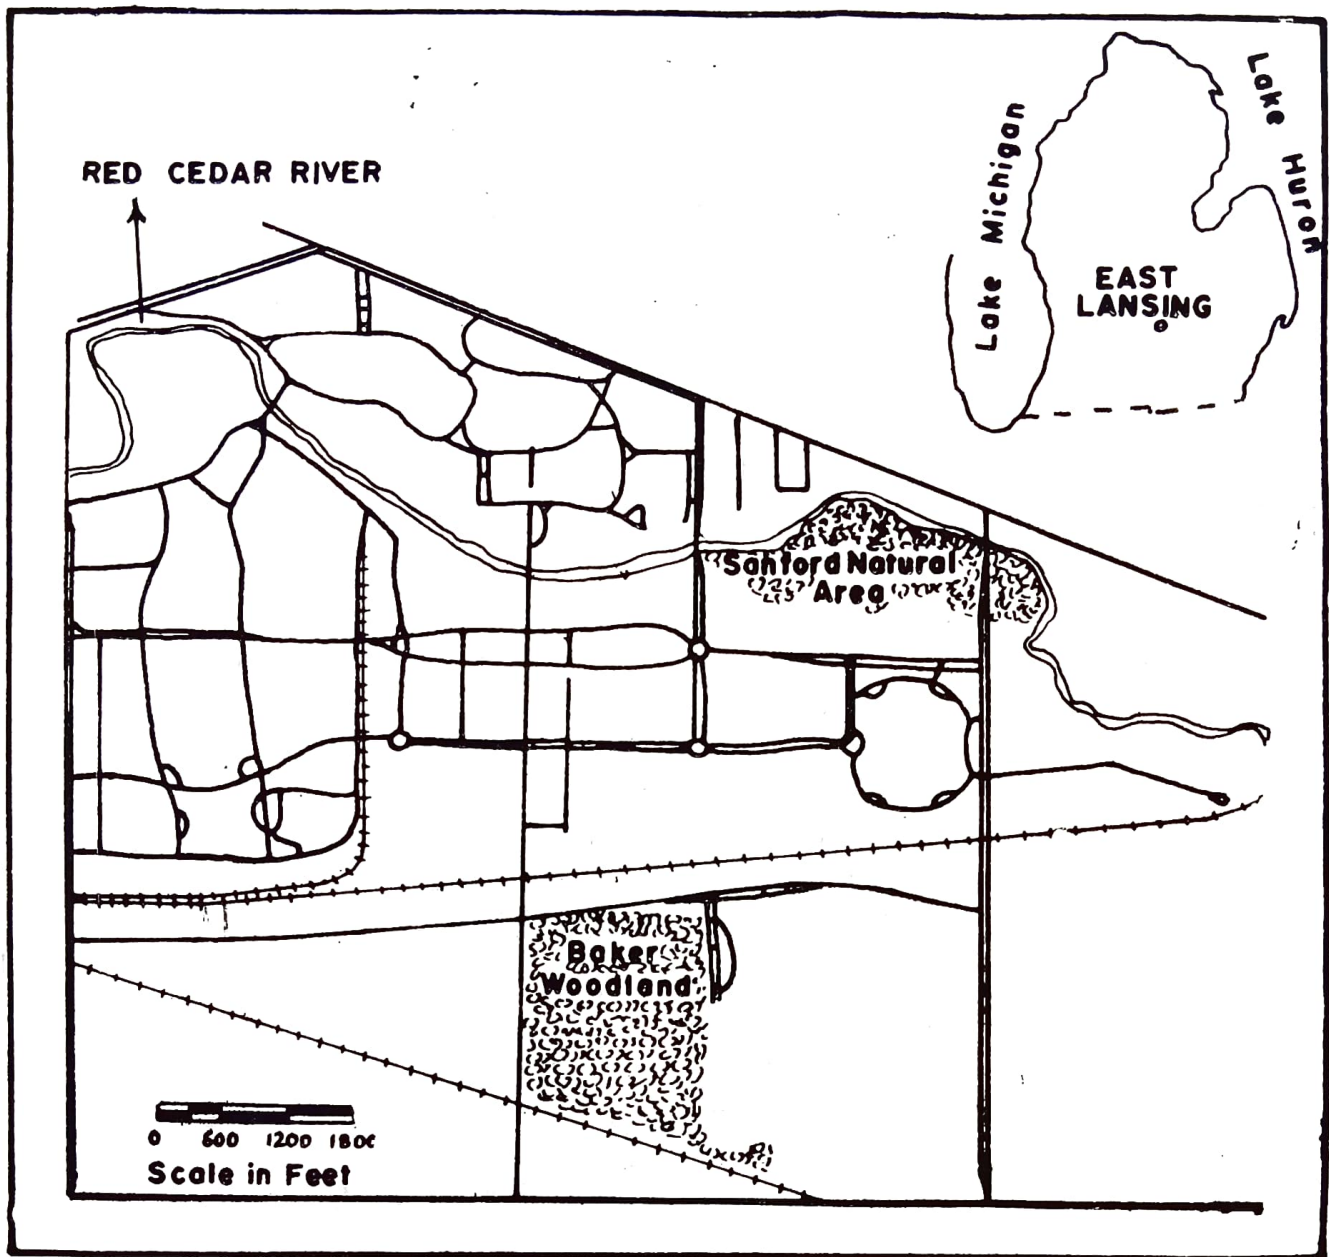 RED CEDAR RIVER
Lake Michigan
Lake Huron
EAST
LANSING
Sanford Natural
Area
Baker
Woodland
0 600 1200 1800
Scale in Feet